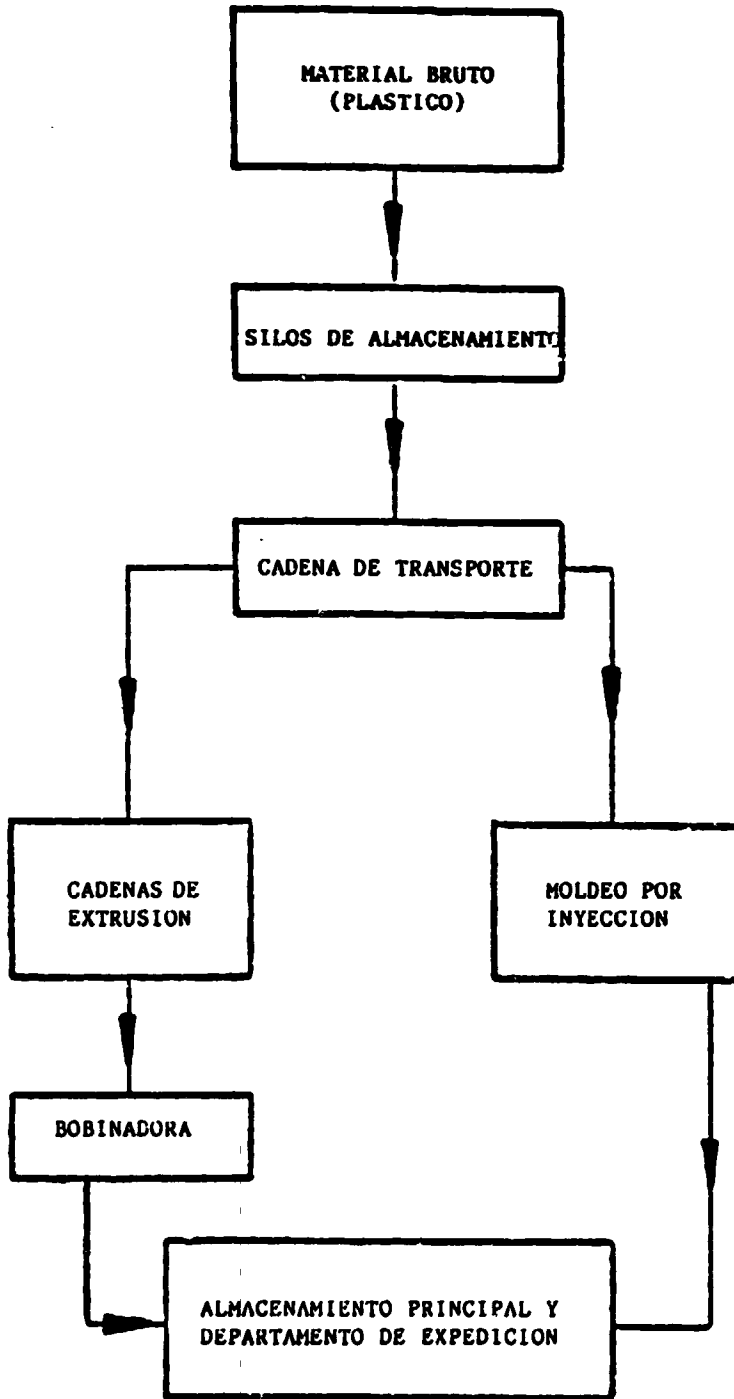 MATERIAL BRUTO
(PLASTICO)
SILOS DE ALMACENAMIENTO
CADENA DE TRANSPORTE
CADENAS DE
EXTRUSION
MOLDEO POR
INYECCION
BOBINADORA
ALMACENAMIENTO PRINCIPAL Y
DEPARTAMENTO DE EXPEDICION